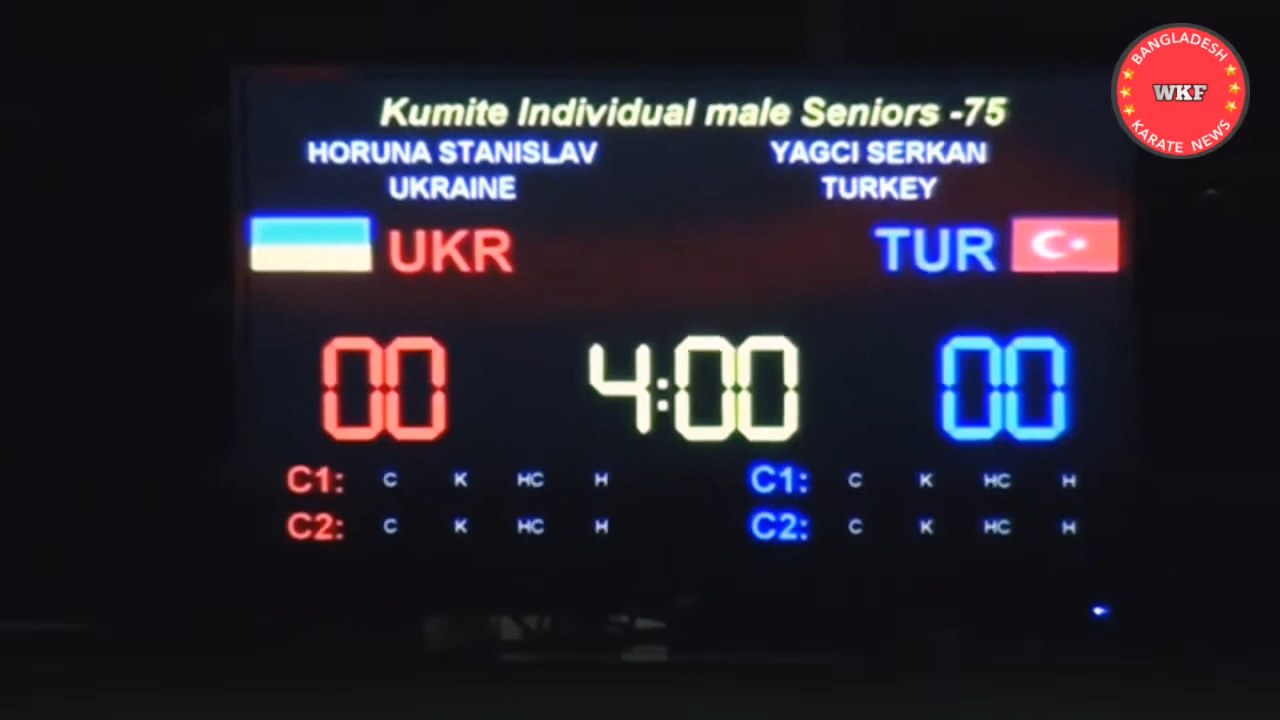 Kumite Individual male Seniors -75
HORUNA STANISLAV
UKRAINE
YAGCI SERKAN
TURKEY
UKR
TUR
00
4:00
00
C1: C K HC H
C1: C K HC H
C2: C K HC H
C2: C K HC H
BANGLADESH
WKF
KARATE NEWS